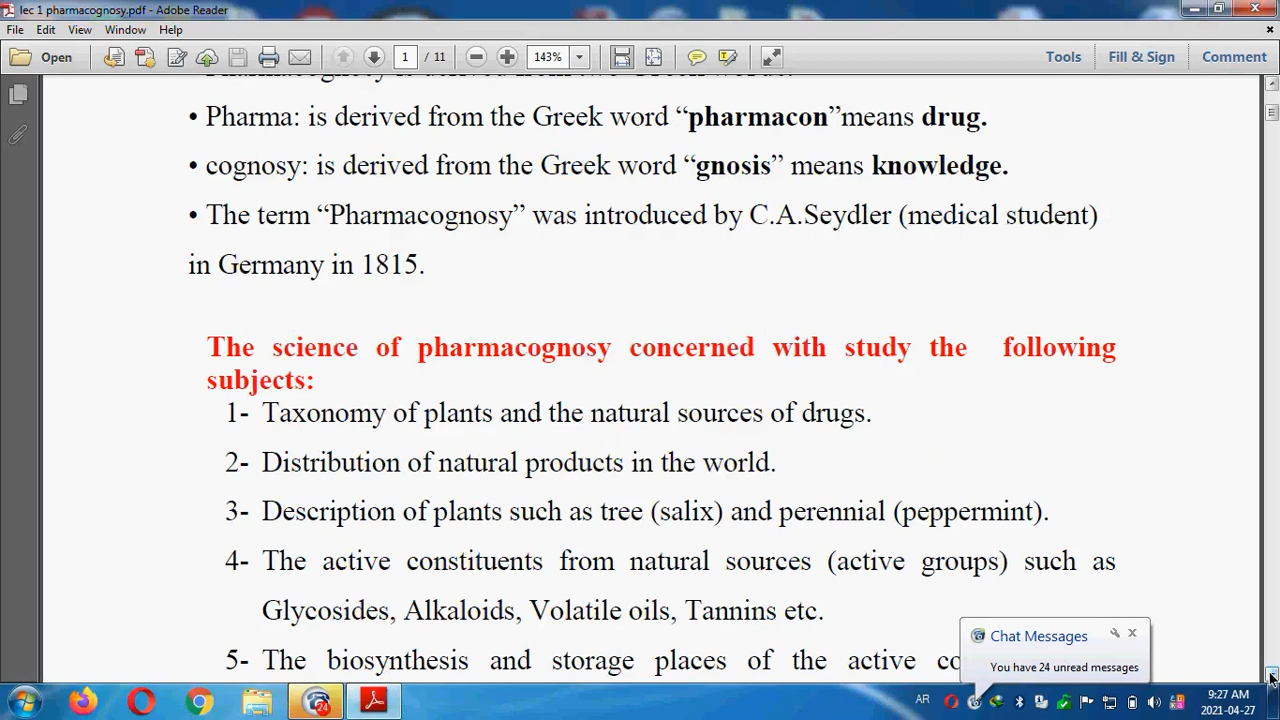 lec 1 pharmacognosy.pdf - Adobe Reader
File Edit View Window Help
Open 1 / 11 143% Tools Fill & Sign Comment
• Pharma: is derived from the Greek word “pharmacon”means drug.
• cognosy: is derived from the Greek word “gnosis” means knowledge.
• The term “Pharmacognosy” was introduced by C.A.Seydler (medical student)
in Germany in 1815.
The science of pharmacognosy concerned with study the following
subjects:
1- Taxonomy of plants and the natural sources of drugs.
2- Distribution of natural products in the world.
3- Description of plants such as tree (salix) and perennial (peppermint).
4- The active constituents from natural sources (active groups) such as
Glycosides, Alkaloids, Volatile oils, Tannins etc.
5- The biosynthesis and storage places of the active
Chat Messages
You have 24 unread messages
24
AR
9:27 AM
2021-04-27